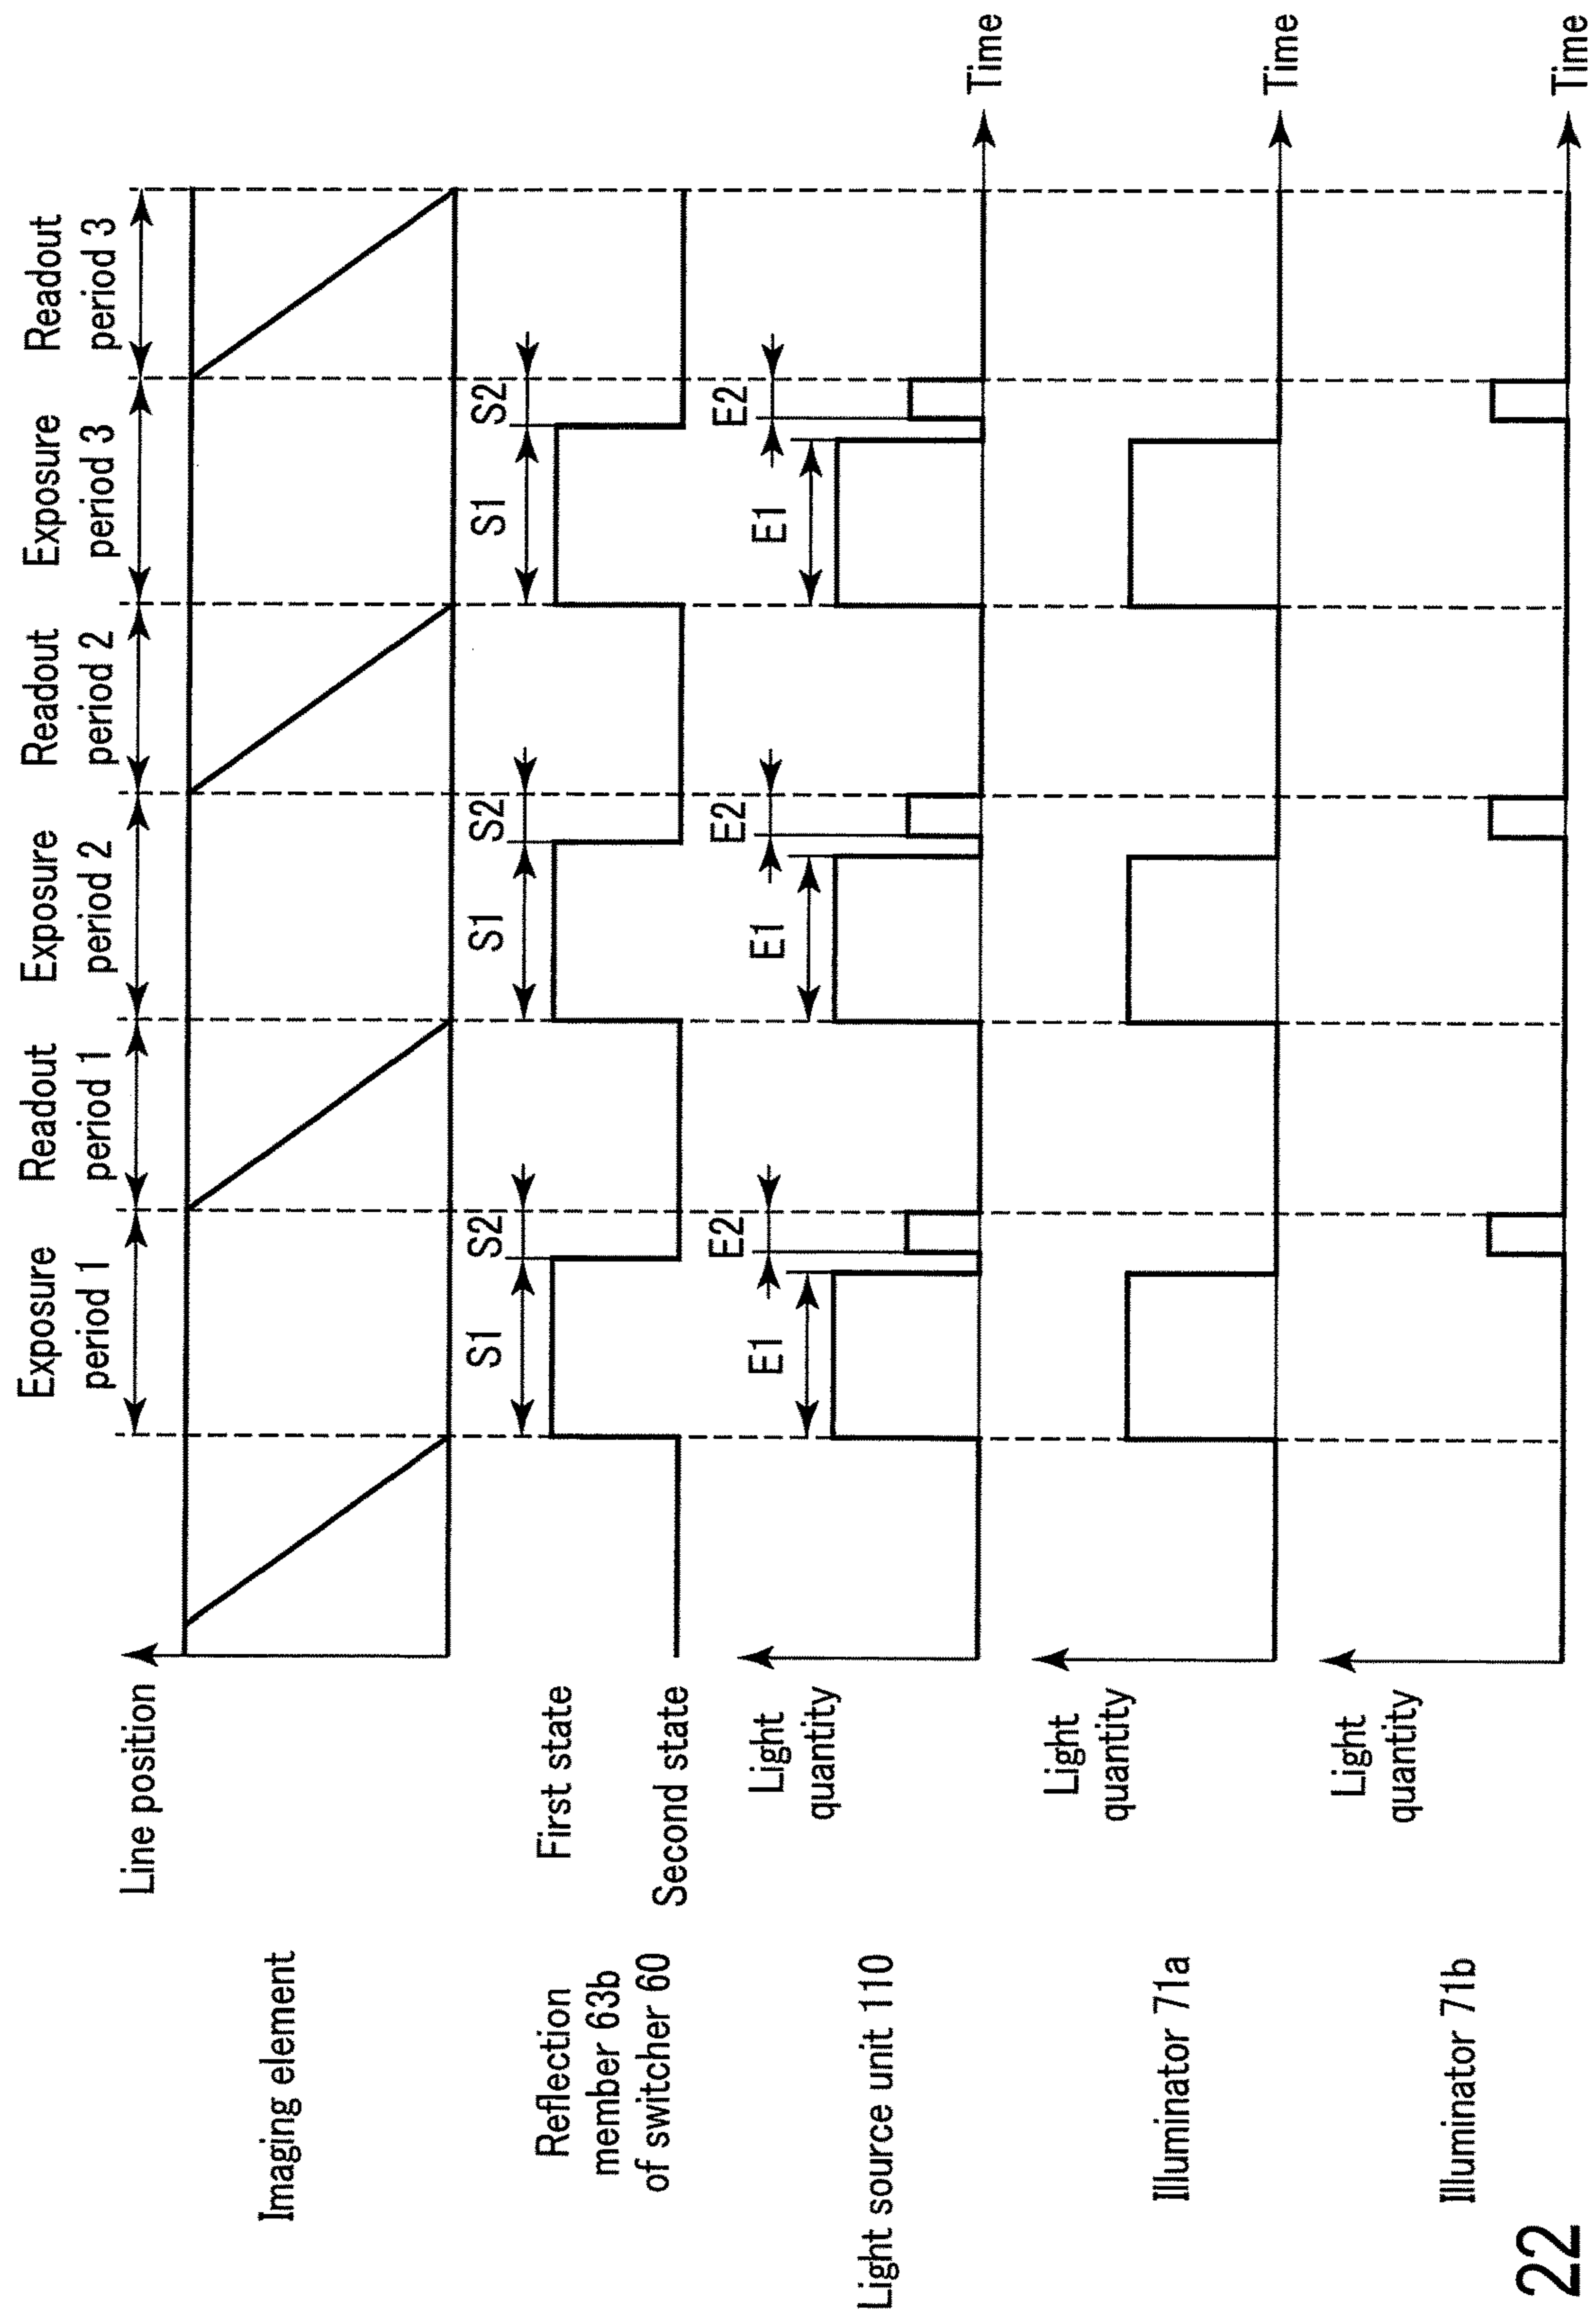 Exposure
period 1
Readout
period 1
Exposure
period 2
Readout
period 2
Exposure
period 3
Readout
period 3
Line position
Imaging element
S1
S2
S1
S2
S1
S2
First state
Second state
Reflection
member 63b
of switcher 60
E1
E2
E1
E2
E1
E2
Light
quantity
Light source unit 110
Time
Light
quantity
Illuminator 71a
Time
Light
quantity
Illuminator 71b
Time
22